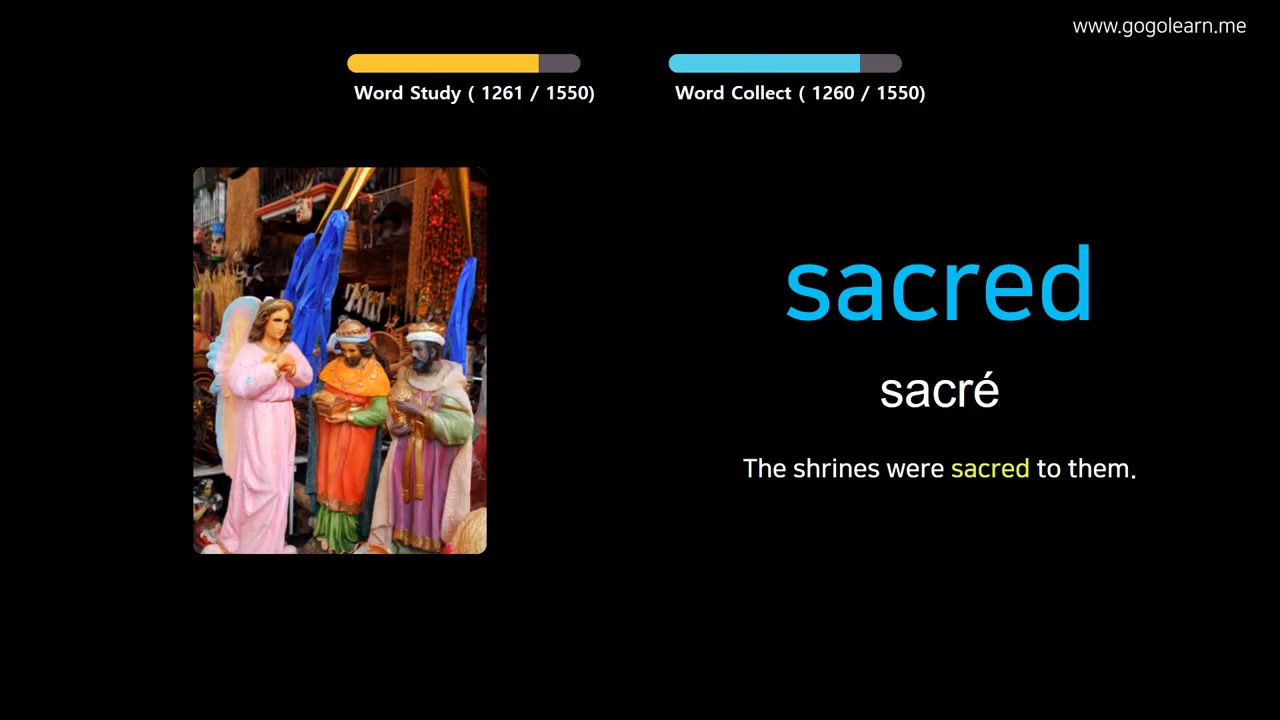 www.gogolearn.me
Word Study ( 1261 / 1550)
Word Collect ( 1260 / 1550)
sacred
sacré
The shrines were sacred to them.